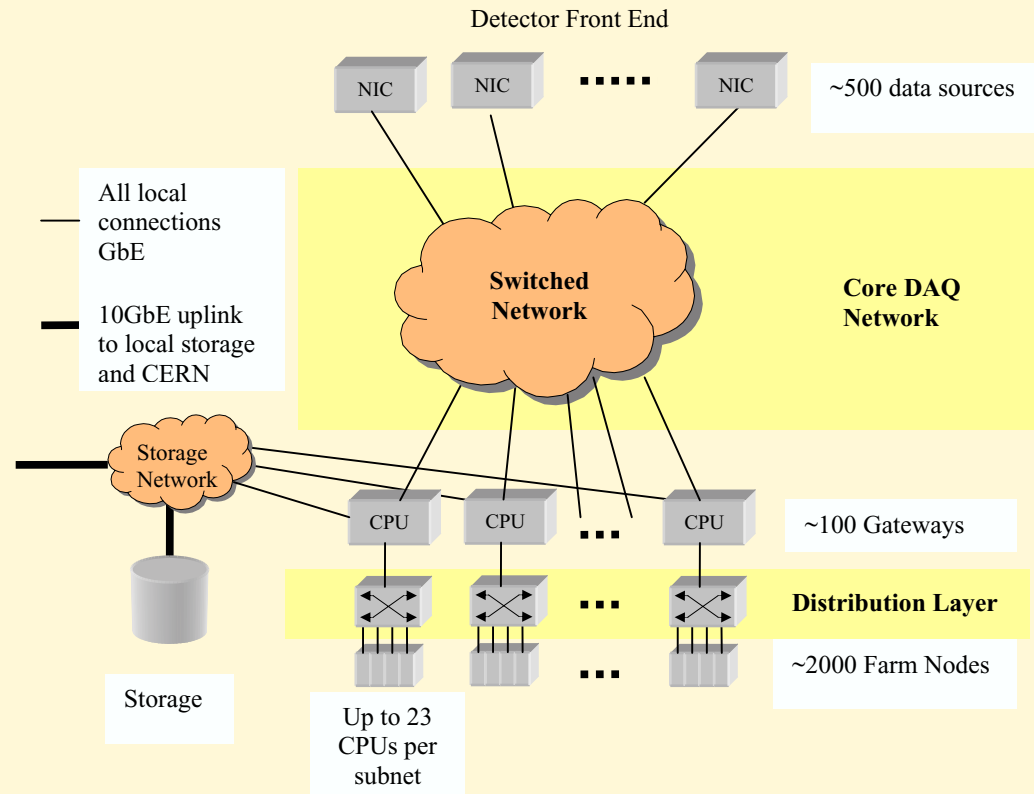 Detector Front End
NIC
NIC
NIC
~500 data sources
All local
connections
GbE
10GbE uplink
to local storage
and CERN
Switched
Network
Core DAQ
Network
Storage
Network
CPU
CPU
CPU
~100 Gateways
Distribution Layer
~2000 Farm Nodes
Storage
Up to 23
CPUs per
subnet